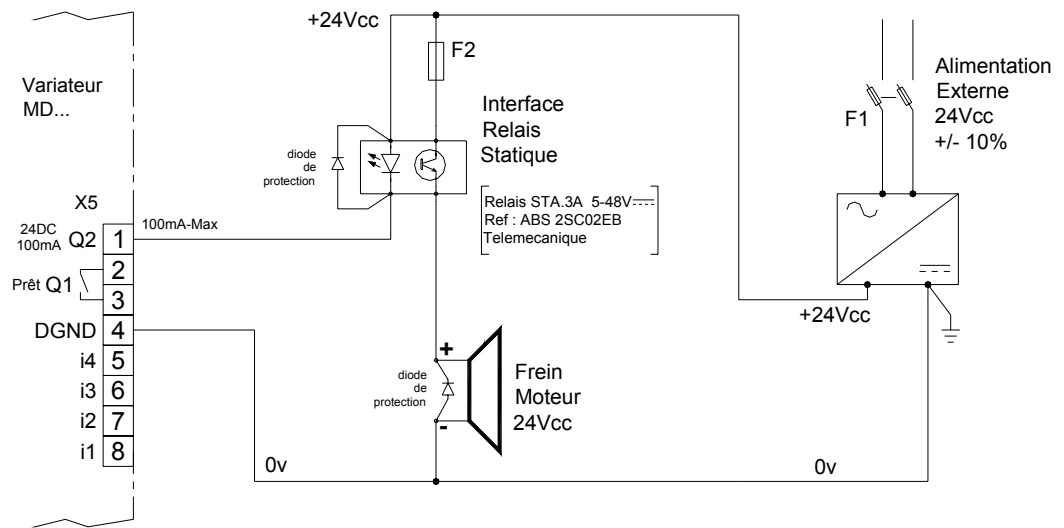 +24Vcc
F2
Variateur
MD...
Interface
Relais
Statique
diode
de
protection
Relais STA.3A 5-48V
Ref : ABS 2SC02EB
Telemecanique
Alimentation
Externe
24Vcc
+/- 10%
F1
X5
24DC
100mA
Q2
1
100mA-Max
Prêt
Q1
2
3
DGND
4
i4
5
i3
6
i2
7
i1
8
+24Vcc
+
-
diode
de
protection
Frein
Moteur
24Vcc
0v
0v